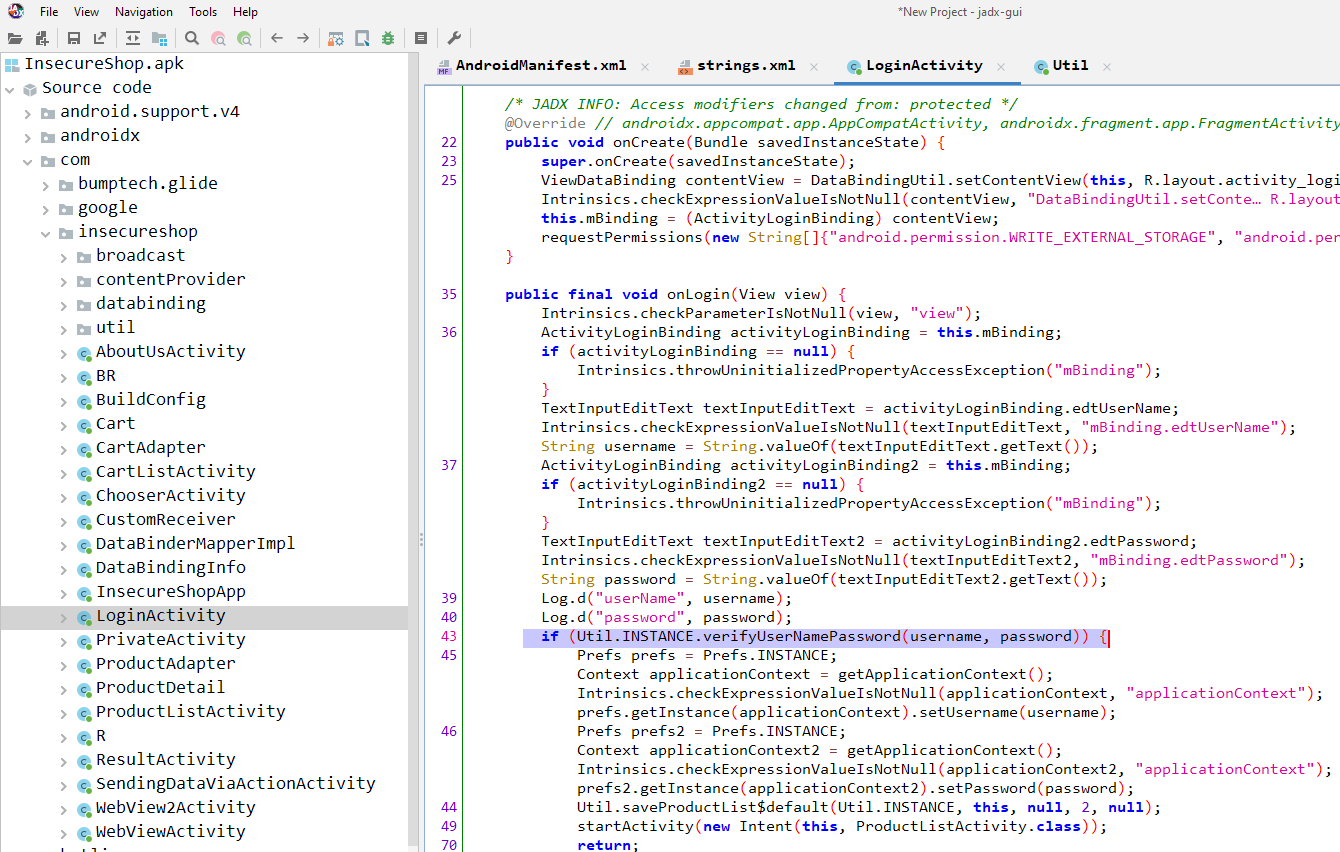 File View Navigation Tools Help *New Project - jadx-gui
InsecureShop.apk
Source code
android.support.v4
androidx
com
bumptech.glide
google
insecureshop
broadcast
contentProvider
databinding
util
AboutUsActivity
BR
BuildConfig
Cart
CartAdapter
CartListActivity
ChooserActivity
CustomReceiver
DataBinderMapperImpl
DataBindingInfo
InsecureShopApp
LoginActivity
PrivateActivity
ProductAdapter
ProductDetail
ProductListActivity
R
ResultActivity
SendingDataViaActionActivity
WebView2Activity
WebViewActivity
MF AndroidManifest.xml × strings.xml × C LoginActivity × C Util ×
/* JADX INFO: Access modifiers changed from: protected */
@Override // androidx.appcompat.app.AppCompatActivity, androidx.fragment.app.FragmentActivity
22 public void onCreate(Bundle savedInstanceState) {
23 super.onCreate(savedInstanceState);
25 ViewDataBinding contentView = DataBindingUtil.setContentView(this, R.layout.activity_logi
Intrinsics.checkExpressionValueIsNotNull(contentView, "DataBindingUtil.setConte… R.layout
this.mBinding = (ActivityLoginBinding) contentView;
requestPermissions(new String[]{"android.permission.WRITE_EXTERNAL_STORAGE", "android.per
}
35 public final void onLogin(View view) {
Intrinsics.checkParameterIsNotNull(view, "view");
36 ActivityLoginBinding activityLoginBinding = this.mBinding;
if (activityLoginBinding == null) {
Intrinsics.throwUninitializedPropertyAccessException("mBinding");
}
TextInputEditText textInputEditText = activityLoginBinding.edtUserName;
Intrinsics.checkExpressionValueIsNotNull(textInputEditText, "mBinding.edtUserName");
String username = String.valueOf(textInputEditText.getText());
37 ActivityLoginBinding activityLoginBinding2 = this.mBinding;
if (activityLoginBinding2 == null) {
Intrinsics.throwUninitializedPropertyAccessException("mBinding");
}
TextInputEditText textInputEditText2 = activityLoginBinding2.edtPassword;
Intrinsics.checkExpressionValueIsNotNull(textInputEditText2, "mBinding.edtPassword");
String password = String.valueOf(textInputEditText2.getText());
39 Log.d("userName", username);
40 Log.d("password", password);
43 if (Util.INSTANCE.verifyUserNamePassword(username, password)) {
45 Prefs prefs = Prefs.INSTANCE;
Context applicationContext = getApplicationContext();
Intrinsics.checkExpressionValueIsNotNull(applicationContext, "applicationContext");
prefs.getInstance(applicationContext).setUsername(username);
46 Prefs prefs2 = Prefs.INSTANCE;
Context applicationContext2 = getApplicationContext();
Intrinsics.checkExpressionValueIsNotNull(applicationContext2, "applicationContext");
prefs2.getInstance(applicationContext2).setPassword(password);
44 Util.saveProductList$default(Util.INSTANCE, this, null, 2, null);
49 startActivity(new Intent(this, ProductListActivity.class));
70 return;